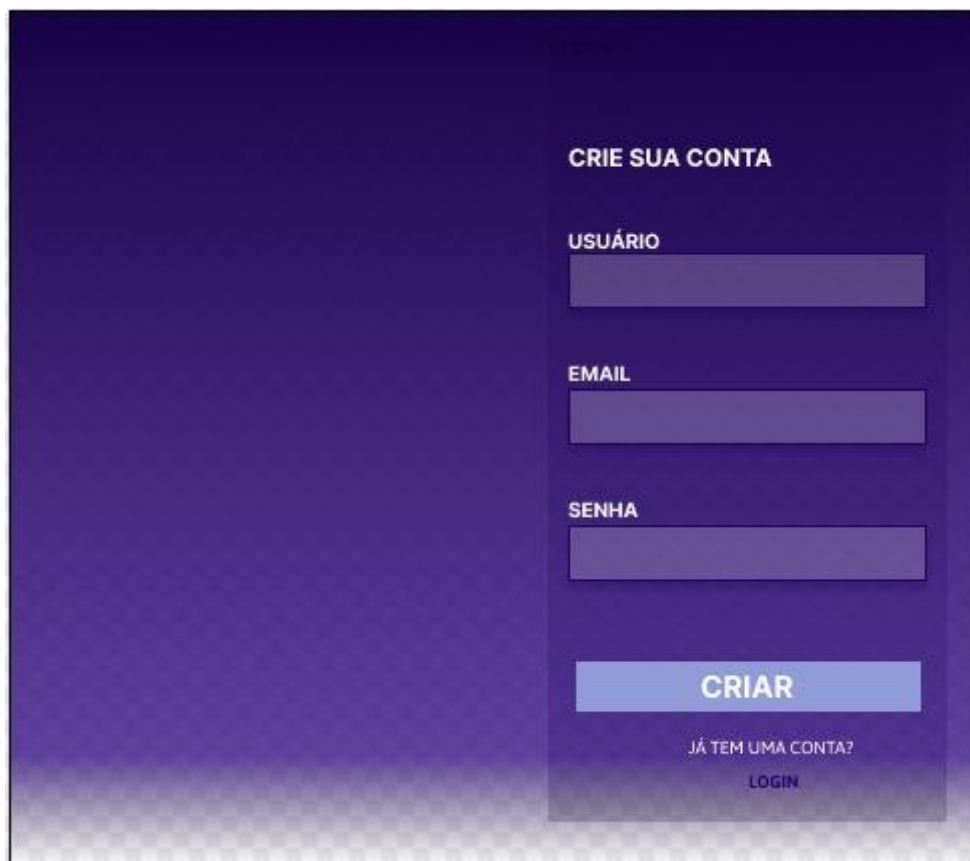 CRIE SUA CONTA
USUÁRIO
EMAIL
SENHA
CRIAR
JÁ TEM UMA CONTA?
LOGIN